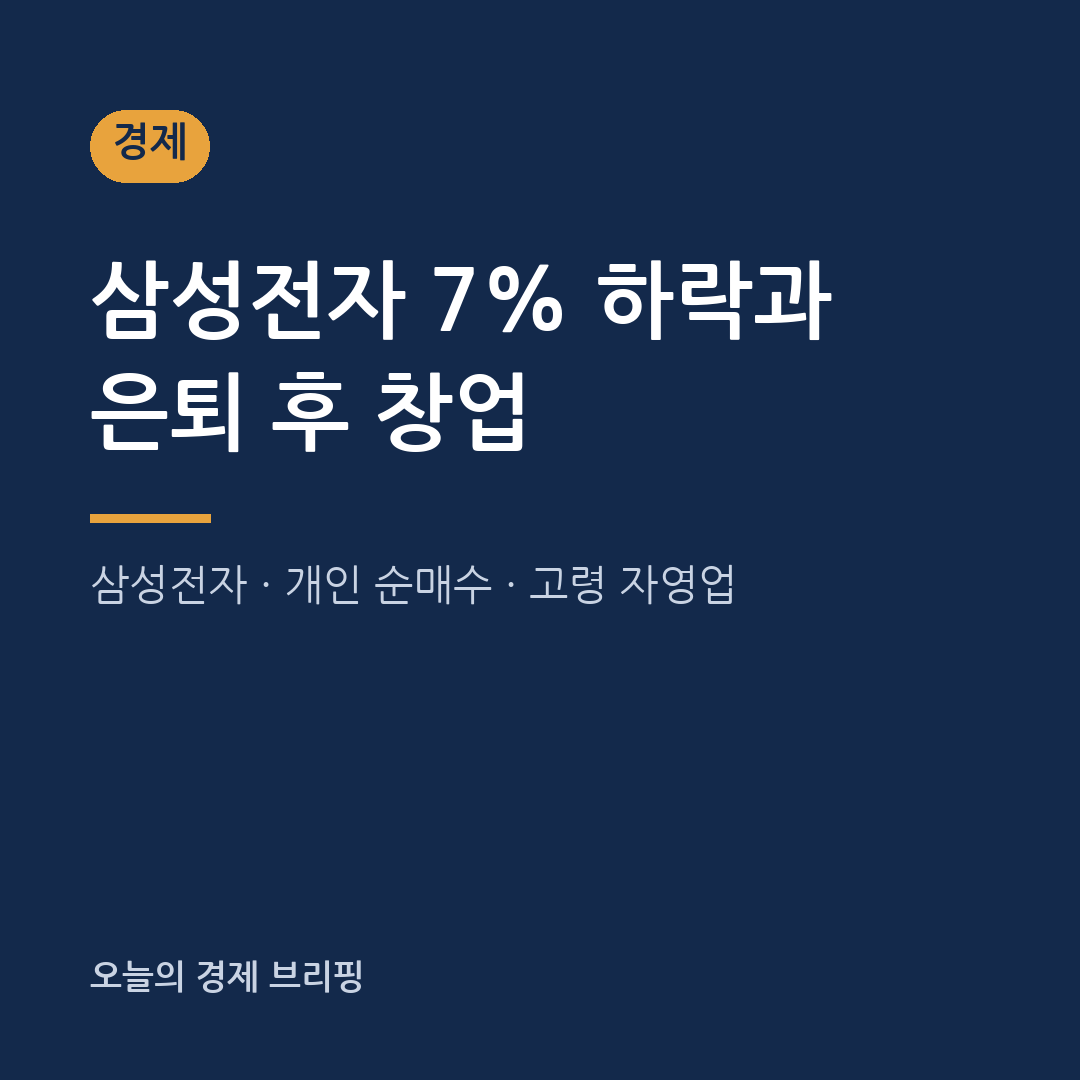 경제
삼성전자 7% 하락과
은퇴 후 창업
삼성전자 · 개인 순매수 · 고령 자영업
오늘의 경제 브리핑